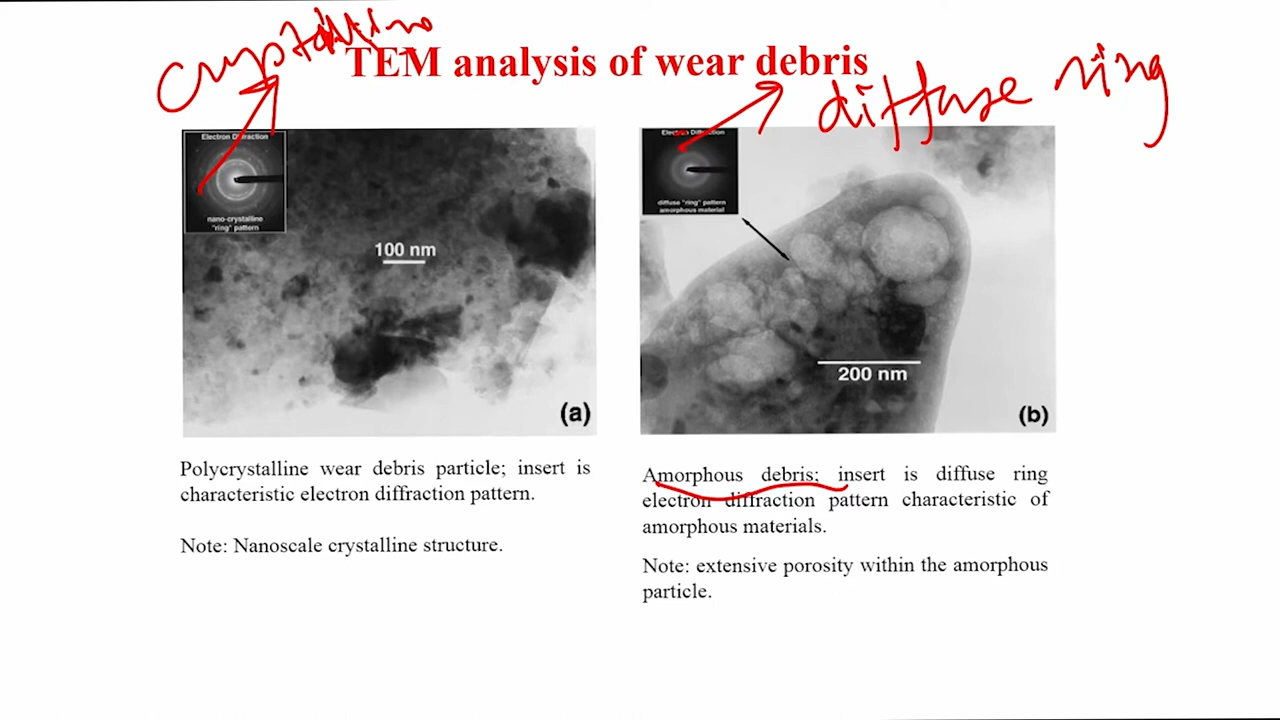 crystalline
TEM analysis of wear debris
diffuse ring
Electron Diffraction
nano-crystalline
"ring" pattern
100 nm
(a)
Electron Diffraction
diffuse "ring" pattern
amorphous material
200 nm
(b)
Polycrystalline wear debris particle; insert is
characteristic electron diffraction pattern.
Note: Nanoscale crystalline structure.
Amorphous debris; insert is diffuse ring
electron diffraction pattern characteristic of
amorphous materials.
Note: extensive porosity within the amorphous
particle.